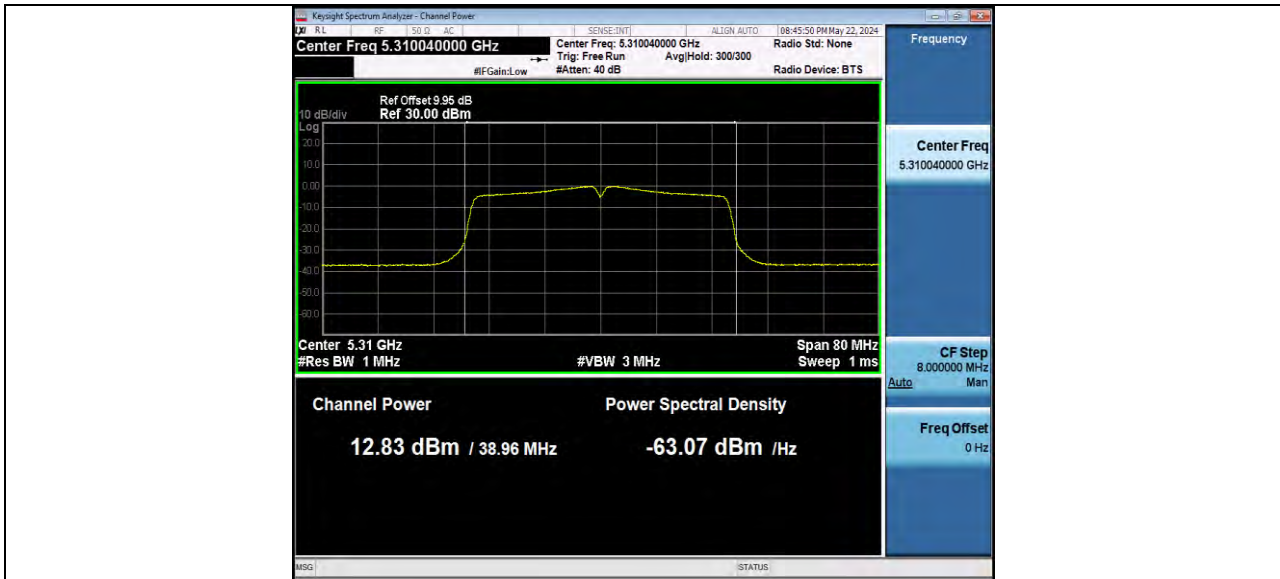 Keysight Spectrum Analyzer - Channel Power
LXI RL RF 50 Ω AC SENSE:INT ALIGN AUTO 08:45:50 PM May 22, 2024
Center Freq 5.310040000 GHz
Center Freq: 5.310040000 GHz
Radio Std: None
Trig: Free Run Avg|Hold: 300/300
#IFGain:Low
#Atten: 40 dB
Radio Device: BTS
Ref Offset 9.95 dB
10 dB/div Ref 30.00 dBm
Log
20.0
10.0
0.00
-10.0
-20.0
-30.0
-40.0
-50.0
-60.0
Center 5.31 GHz
Span 80 MHz
#Res BW 1 MHz
#VBW 3 MHz
Sweep 1 ms
Channel Power
Power Spectral Density
12.83 dBm / 38.96 MHz
-63.07 dBm /Hz
MSG
STATUS
Frequency
Center Freq
5.310040000 GHz
CF Step
8.000000 MHz
Auto Man
Freq Offset
0 Hz